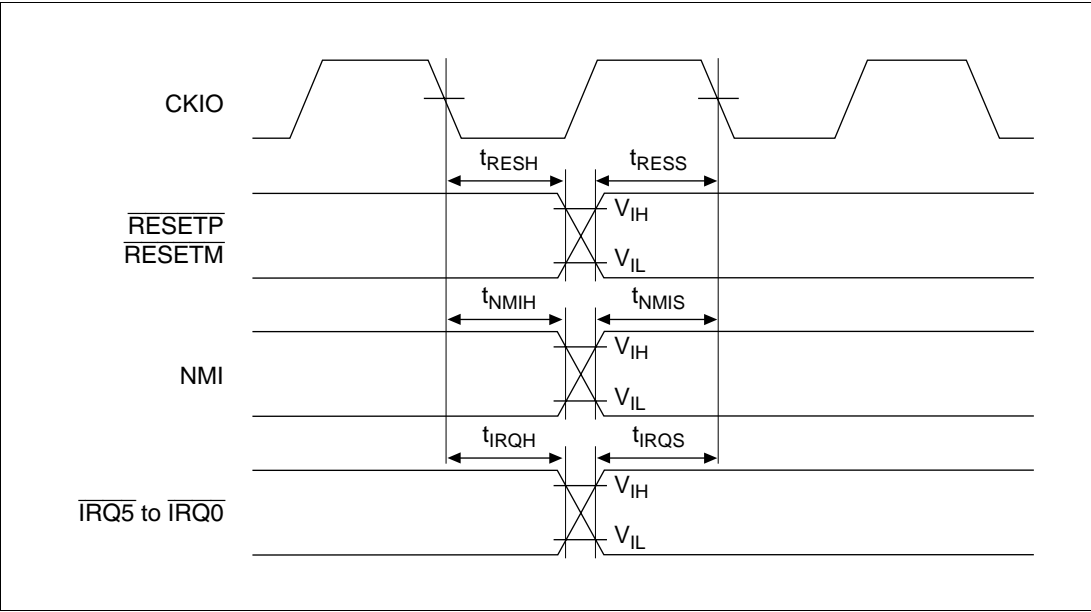 CKIO
tRESH tRESS
RESETP
RESETM
VIH
VIL
tNMIH tNMIS
NMI
VIH
VIL
tIRQH tIRQS
IRQ5 to IRQ0
VIH
VIL